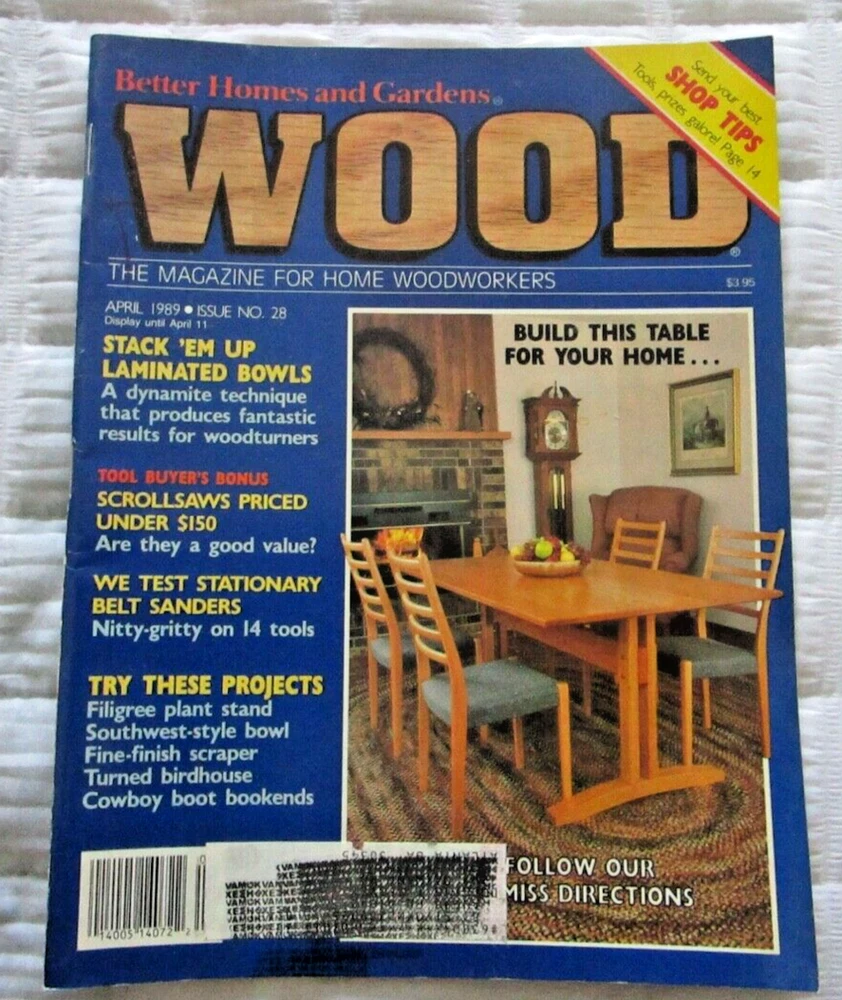 Better Homes and Gardens®
WOOD®
Send your best
SHOP TIPS
Tools, prizes galore! Page 14
THE MAGAZINE FOR HOME WOODWORKERS
$3.95
APRIL 1989 ● ISSUE NO. 28
Display until April 11
STACK 'EM UP
LAMINATED BOWLS
A dynamite technique
that produces fantastic
results for woodturners
TOOL BUYER'S BONUS
SCROLLSAWS PRICED
UNDER $150
Are they a good value?
WE TEST STATIONARY
BELT SANDERS
Nitty-gritty on 14 tools
TRY THESE PROJECTS
Filigree plant stand
Southwest-style bowl
Fine-finish scraper
Turned birdhouse
Cowboy boot bookends
BUILD THIS TABLE
FOR YOUR HOME...
FOLLOW OUR
MISS DIRECTIONS
14005 14072 2